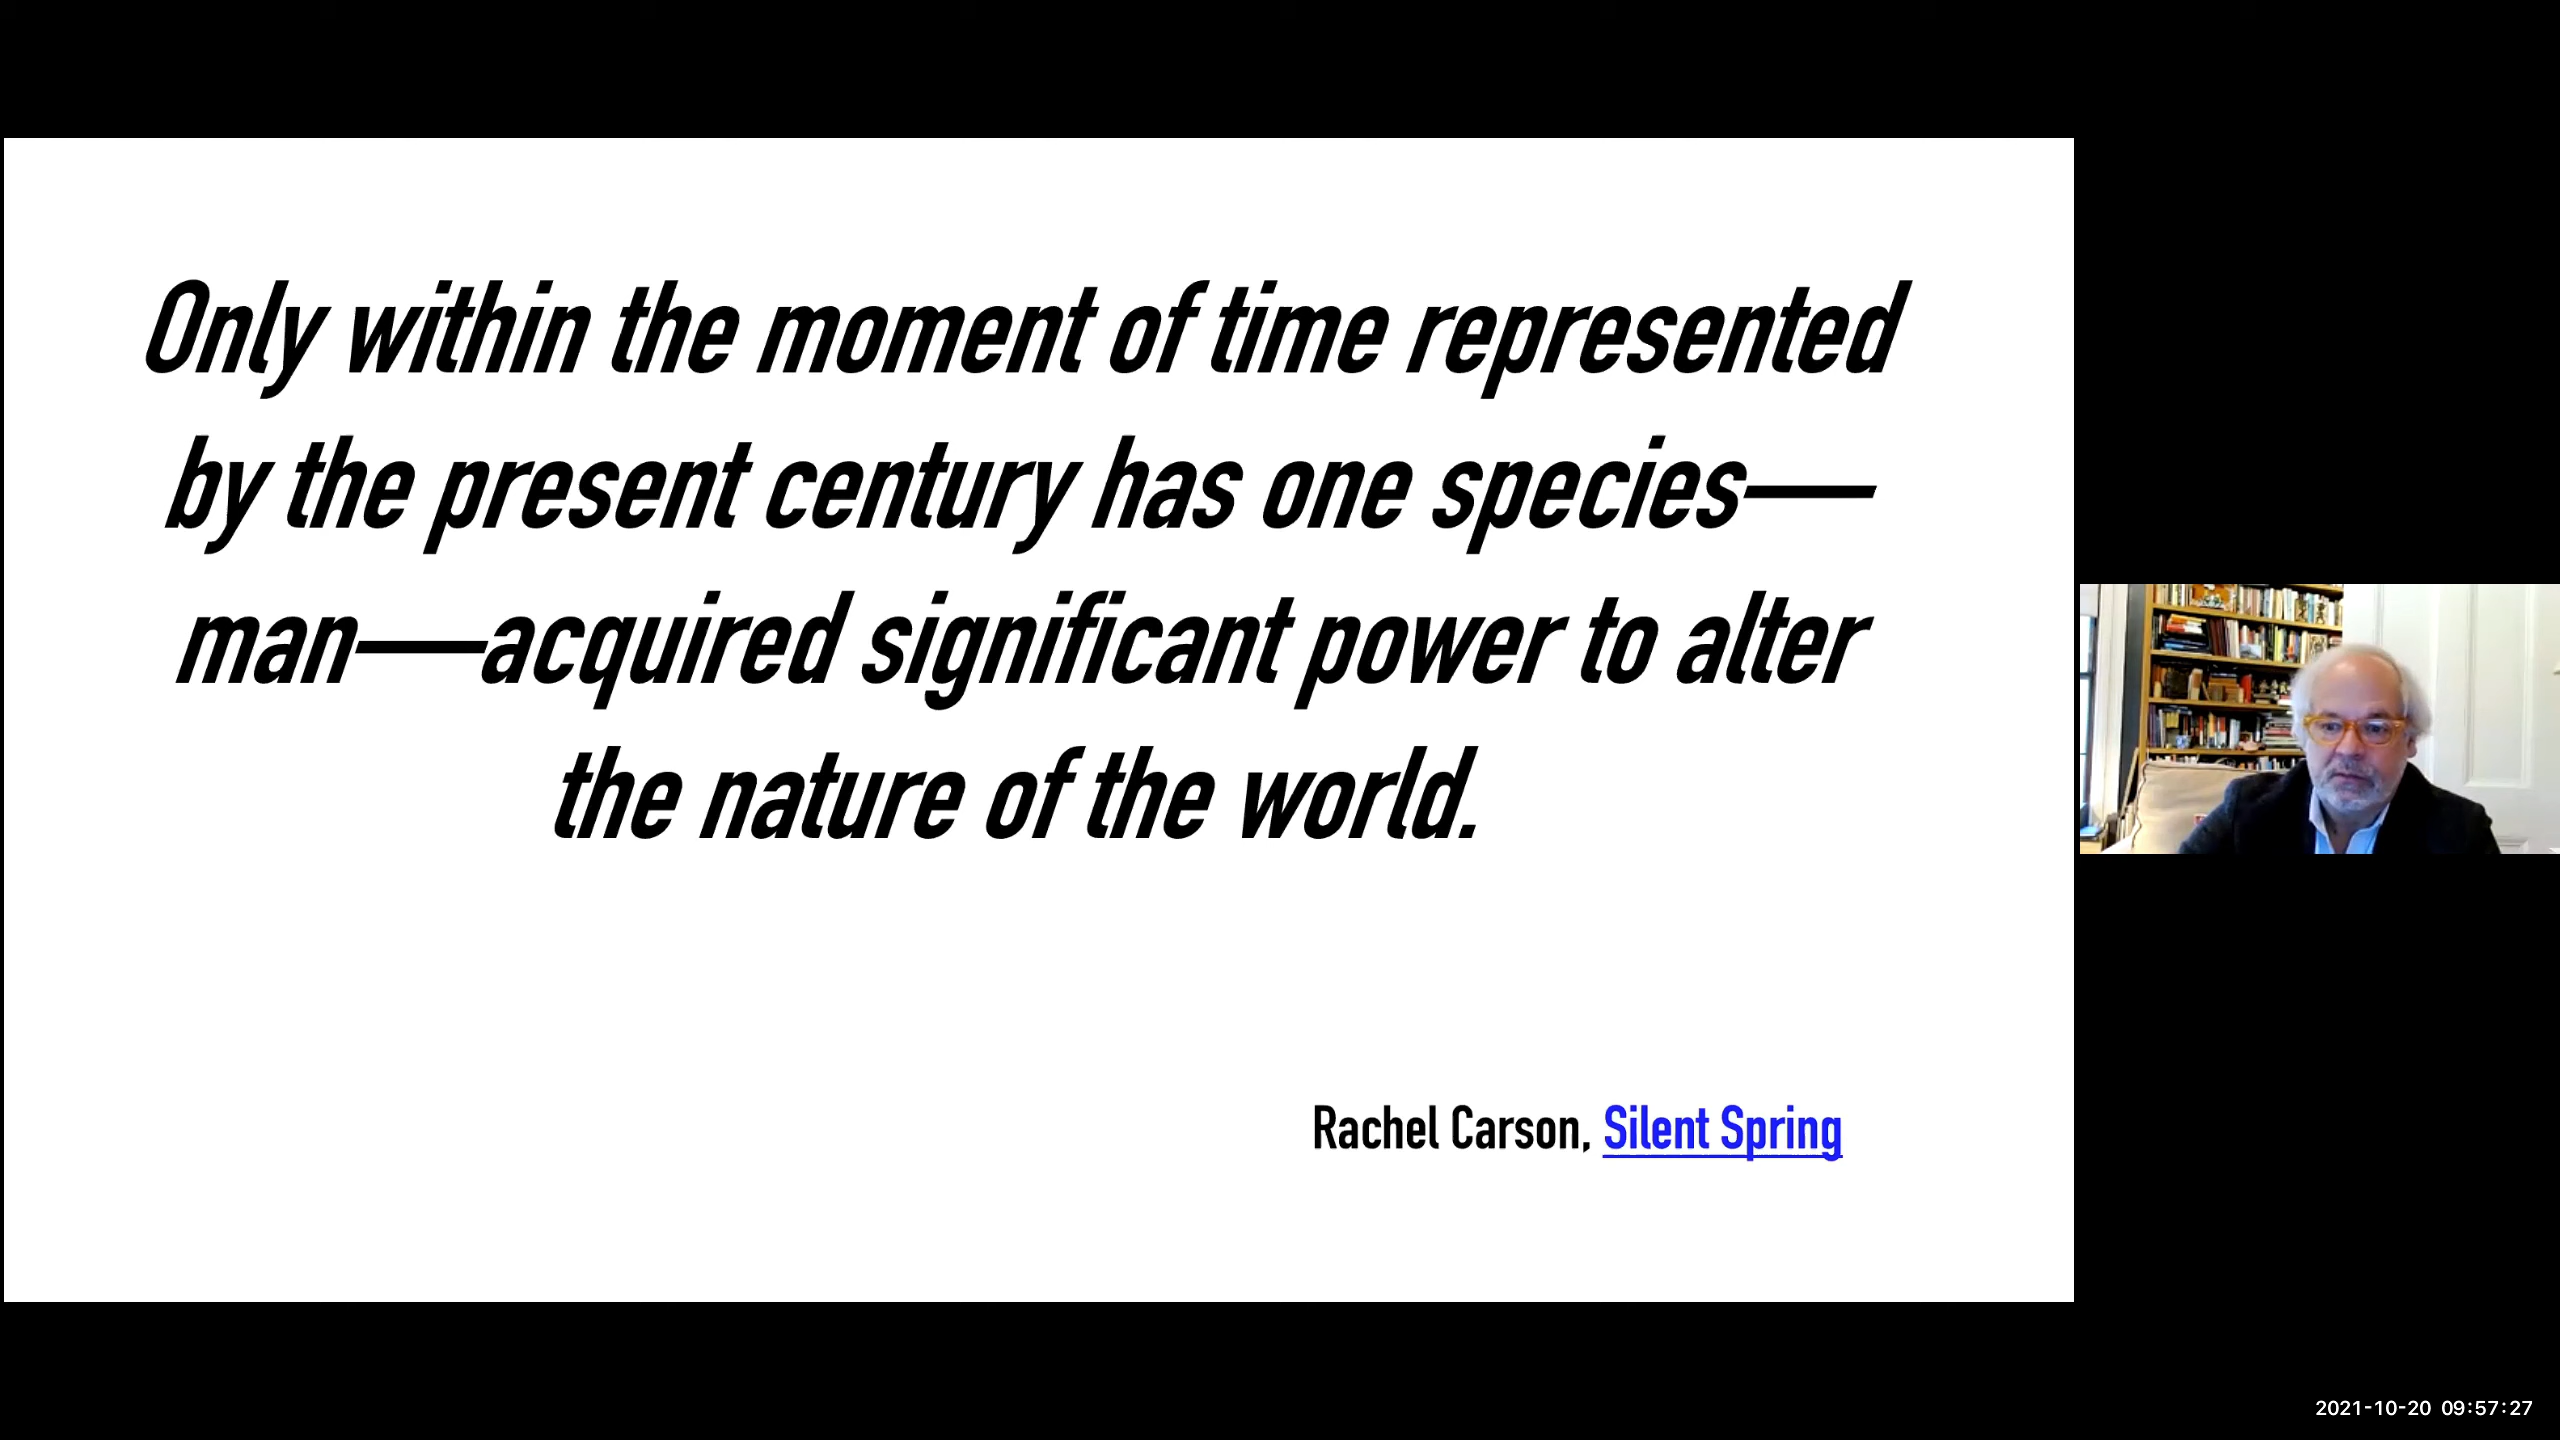 Only within the moment of time represented
by the present century has one species—
man—acquired significant power to alter
the nature of the world.
Rachel Carson, Silent Spring
2021-10-20 09:57:27